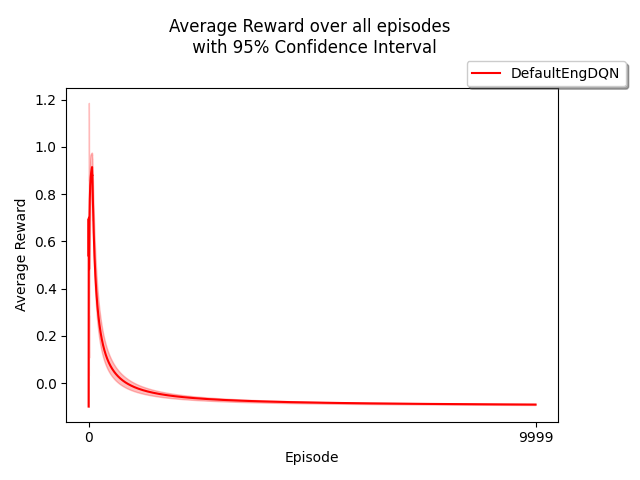 Average Reward over all episodes
with 95% Confidence Interval
DefaultEngDQN
1.2
1.0
0.8
0.6
0.4
0.2
0.0
Average Reward
0
9999
Episode